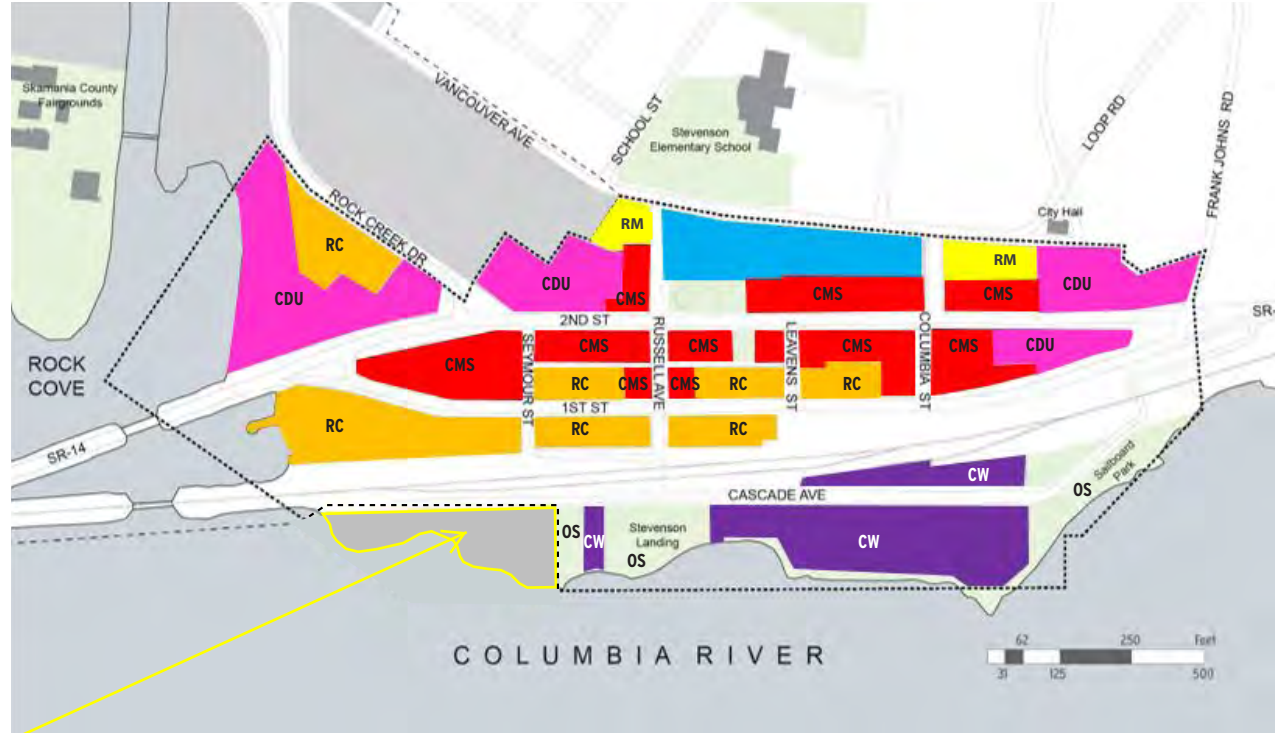 Skamania County
Fairgrounds
VANCOUVER AVE
SCHOOL ST
Stevenson
Elementary School
LOOP RD
FRANK JOHNS RD
City Hall
ROCK CREEK DR
RC
RM
RM
CDU
CDU
CMS
CMS
CMS
CDU
2ND ST
SR-
ROCK
COVE
CMS
SEYMOUR ST
CMS
RUSSELL AVE
CMS
LEAVENS ST
CMS
COLUMBIA ST
CMS
CDU
RC
CMS
CMS
RC
RC
1ST ST
RC
RC
RC
SR-14
CW
Sailboard
Park
OS
CASCADE AVE
OS
CW
Stevenson
Landing
OS
CW
COLUMBIA RIVER
62
250
Feet
31
125
500